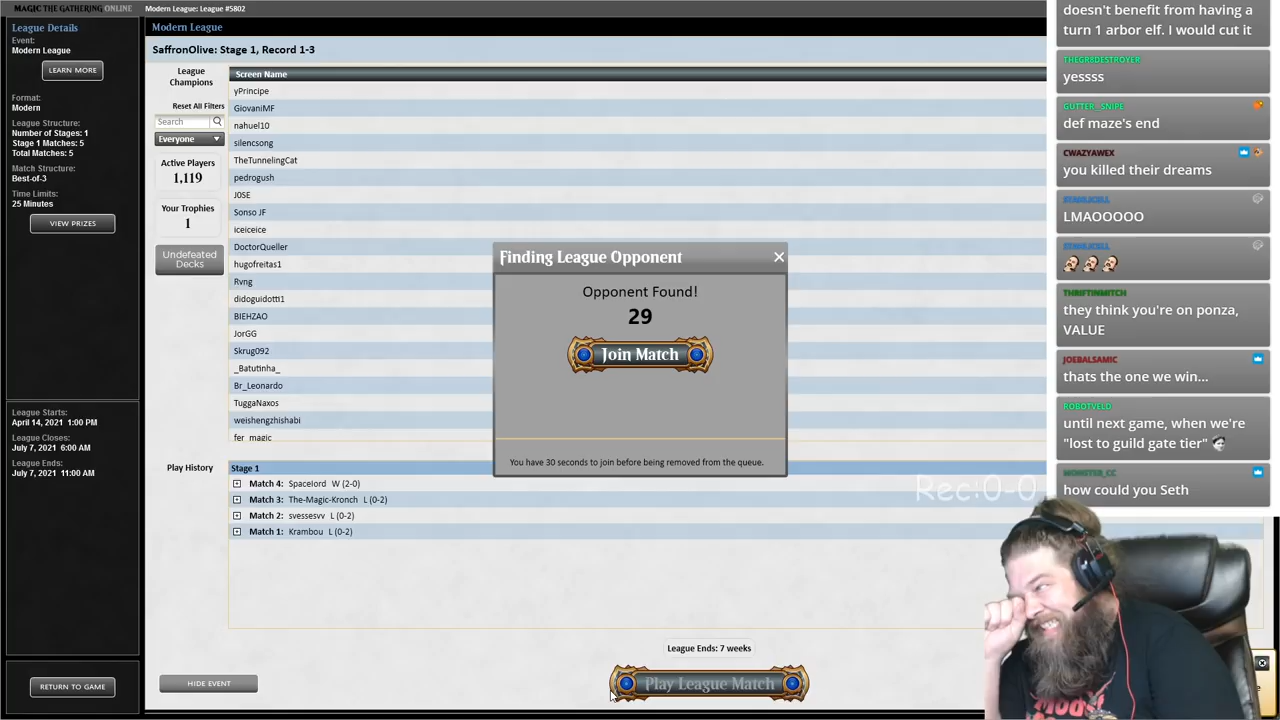 MAGIC THE GATHERING ONLINE
Modern League: League #5802
League Details
Event:
Modern League
LEARN MORE
Format:
Modern
League Structure:
Number of Stages: 1
Stage 1 Matches: 5
Total Matches: 5
Match Structure:
Best-of-3
Time Limits:
25 Minutes
VIEW PRIZES
League Starts:
April 14, 2021 1:00 PM
League Closes:
July 7, 2021 6:00 AM
League Ends:
July 7, 2021 11:00 AM
RETURN TO GAME
Modern League
SaffronOlive: Stage 1, Record 1-3
League
Champions
Reset All Filters
Search
Everyone
Active Players
1,119
Your Trophies
1
Undefeated
Decks
Screen Name
yPrincipe
GiovaniMF
nahuel10
silencsong
TheTunnelingCat
pedrogush
J0SE
Sonso JF
iceiceice
DoctorQueller
hugofreitas1
Rvng
didoguidotti1
BIEHZAO
JorGG
Skrug092
_Batutinha_
Br_Leonardo
TuggaNaxos
weishengzhishabi
fer_magic
Finding League Opponent
Opponent Found!
29
Join Match
You have 30 seconds to join before being removed from the queue.
Play History
Stage 1
Match 4: Spacelord W (2-0)
Match 3: The-Magic-Kronch L (0-2)
Match 2: svessesvv L (0-2)
Match 1: Krambou L (0-2)
League Ends: 7 weeks
HIDE EVENT
Play League Match
doesn't benefit from having a
turn 1 arbor elf. I would cut it
THEGR8DESTROYER
yessss
GUTTER_SNIPE
def maze's end
CWAZYAWEX
you killed their dreams
LMAOOOOO
THRIFTINMITCH
they think you're on ponza,
VALUE
JOEBALSAMIC
thats the one we win...
ROBOTVELO
until next game, when we're
"lost to guild gate tier"
MONSTER_CC
how could you Seth
Rec:0-0